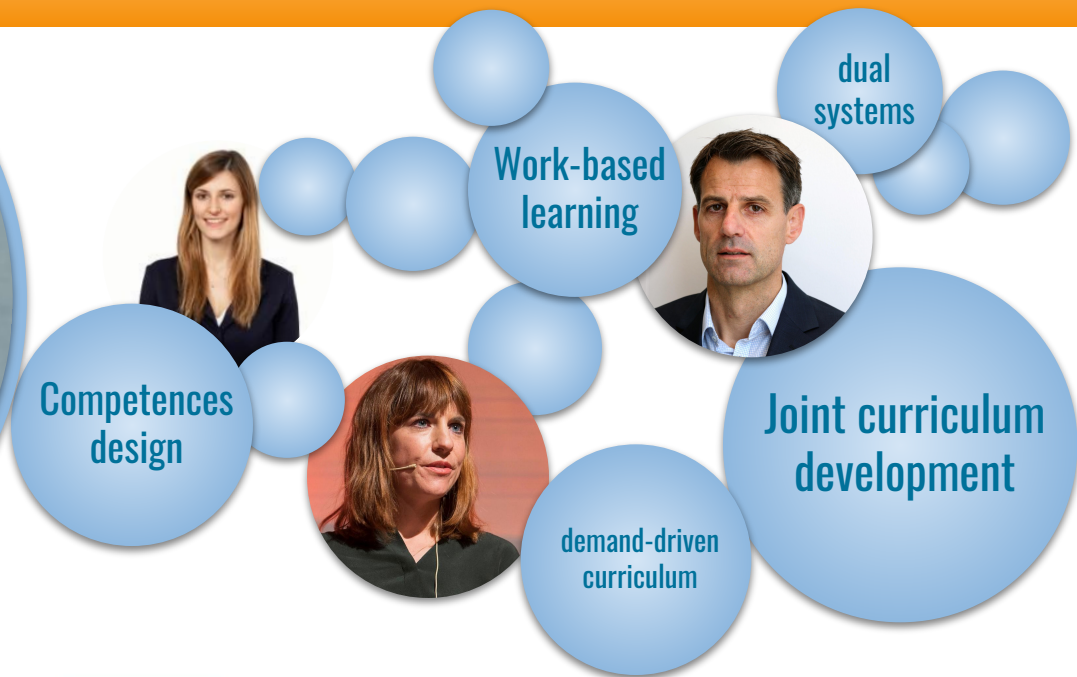 dual
systems
Work-based
learning
Competences
design
Joint curriculum
development
demand-driven
curriculum